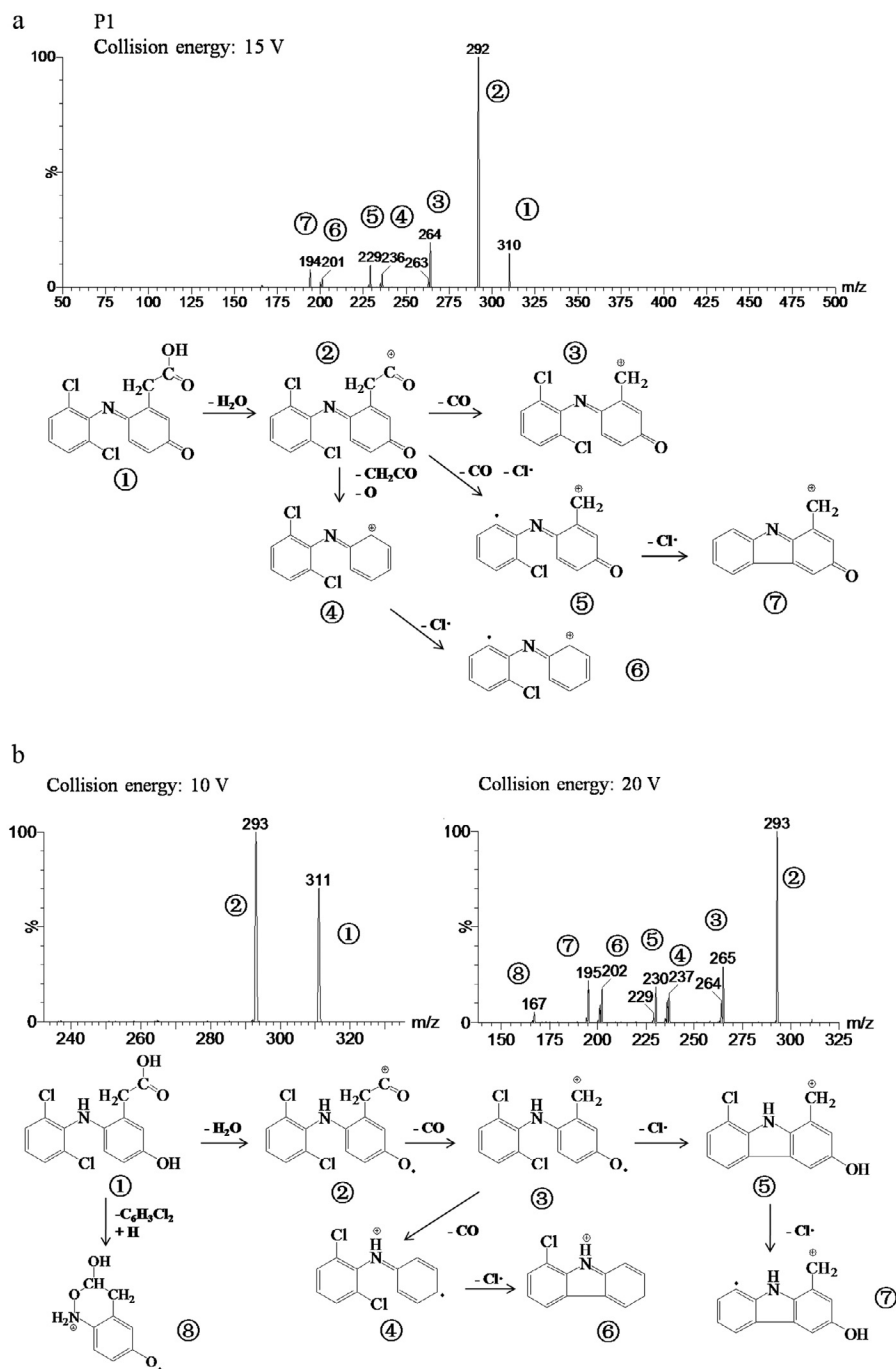 a
P1
Collision energy: 15 V
100
%
0
292
②
③
264
①
310
⑤ ④
⑦ ⑥
229 236
263
194 201
50 75 100 125 150 175 200 225 250 275 300 325 350 375 400 425 450 475 500 m/z
OH
H₂C C O
Cl
N
Cl
O
①
- H₂O
②
⊕
H₂C C O
Cl
N
Cl
O
- CO
③
⊕
CH₂
Cl
N
Cl
O
- CH₂CO
- O
- CO - Cl·
Cl
N
⊕
Cl
④
⊕
CH₂
·
N
Cl
O
⑤
- Cl·
⊕
CH₂
N
O
⑦
- Cl·
·
N
⊕
Cl
⑥
b
Collision energy: 10 V
100
%
0
293
②
311
①
240 260 280 300 320 m/z
Collision energy: 20 V
100
%
0
293
②
③
265
264
④
237
⑤
230
229
⑥
202
⑦
195
⑧
167
150 175 200 225 250 275 300 325 m/z
OH
H₂C C O
Cl
H
N
Cl
OH
①
- H₂O
⊕
H₂C C O
Cl
H
N
Cl
O·
②
- CO
⊕
CH₂
Cl
H
N
Cl
O·
③
- Cl·
⊕
CH₂
Cl
H
N
OH
⑤
–C₆H₃Cl₂
+ H
- CO
- Cl·
OH
CH
O CH₂
H₂N
⊕
O·
⑧
⊕
H
Cl
N
Cl
·
④
- Cl·
⊕
Cl
H
N
⑥
⊕
CH₂
·
H
N
OH
⑦